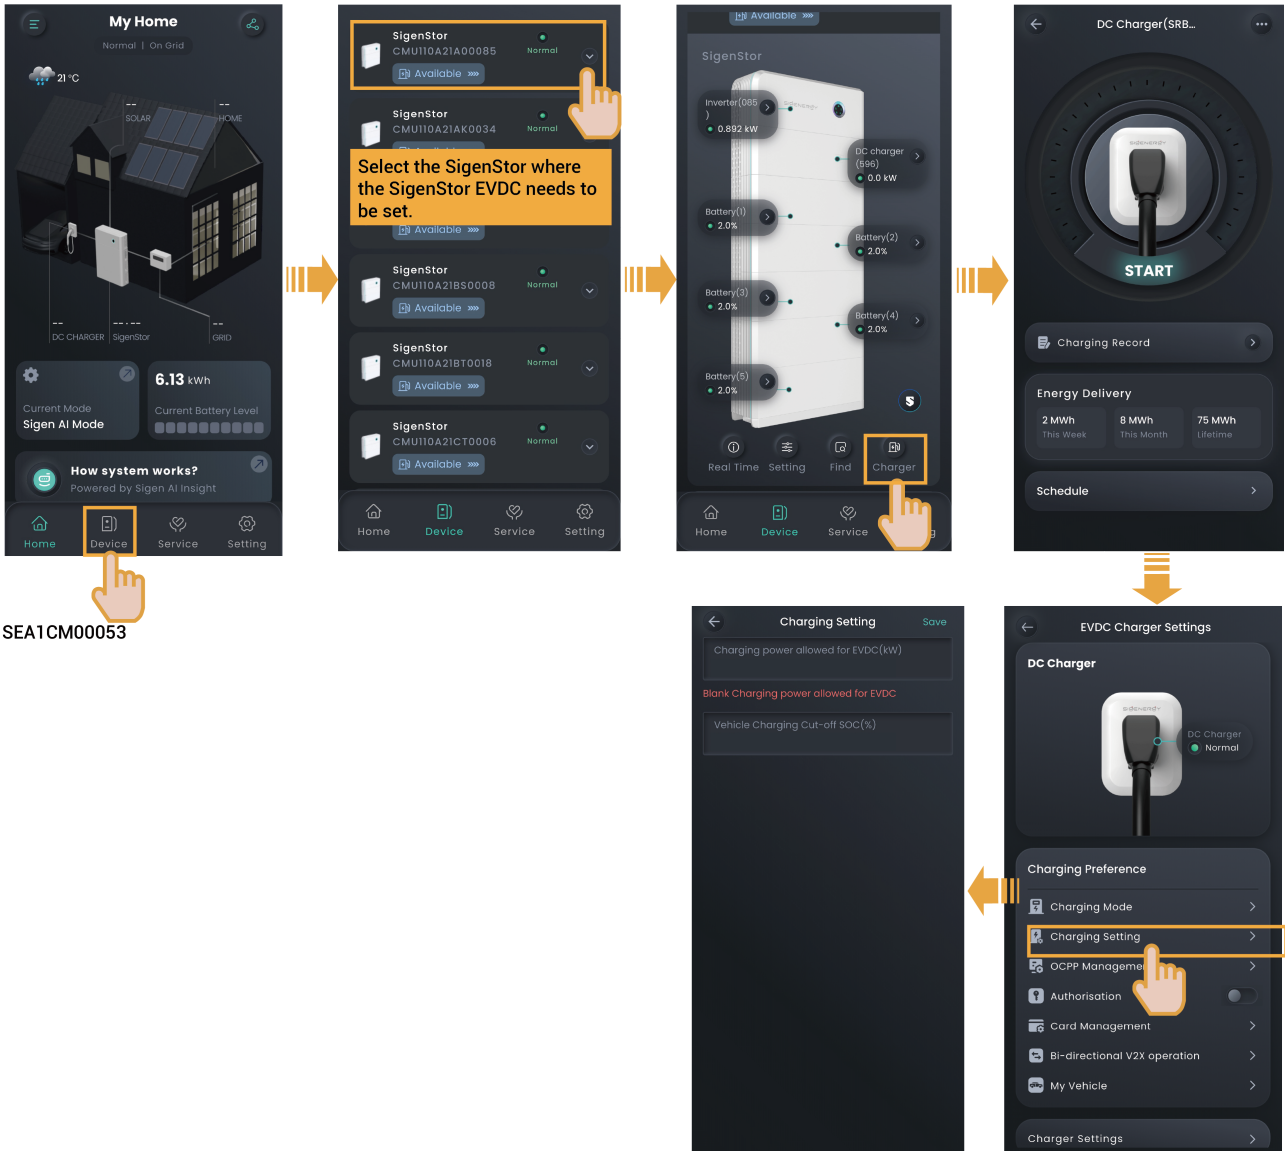 My Home
Normal | On Grid
21 °C
--
SOLAR
--
HOME
--
DC CHARGER
--.--
SigenStor
--
GRID
Current Mode
Sigen AI Mode
6.13 kWh
Current Battery Level
How system works?
Powered by Sigen AI Insight
Home
Device
Service
Setting
SEA1CM00053
SigenStor
CMU110A21A00085
Normal
Available
SigenStor
CMU110A21AK0034
Normal
Select the SigenStor where
the SigenStor EVDC needs to
be set.
Available
SigenStor
CMU110A21BS0008
Normal
Available
SigenStor
CMU110A21BT0018
Normal
Available
SigenStor
CMU110A21CT0006
Normal
Available
Home
Device
Service
Setting
Available
SigenStor
Inverter(085
)
0.892 kW
SIGENERGY
DC charger
(596)
0.0 kW
Battery(1)
2.0%
Battery(2)
2.0%
Battery(3)
2.0%
Battery(4)
2.0%
Battery(5)
2.0%
Real Time
Setting
Find
Charger
Home
Device
Service
DC Charger(SRB...
SIGENERGY
START
Charging Record
Energy Delivery
2 MWh
This Week
8 MWh
This Month
75 MWh
Lifetime
Schedule
EVDC Charger Settings
DC Charger
SIGENERGY
DC Charger
Normal
Charging Preference
Charging Mode
Charging Setting
OCPP Manageme
Authorisation
Card Management
Bi-directional V2X operation
My Vehicle
Charger Settings
Charging Setting
Save
Charging power allowed for EVDC(kW)
Blank Charging power allowed for EVDC
Vehicle Charging Cut-off SOC(%)